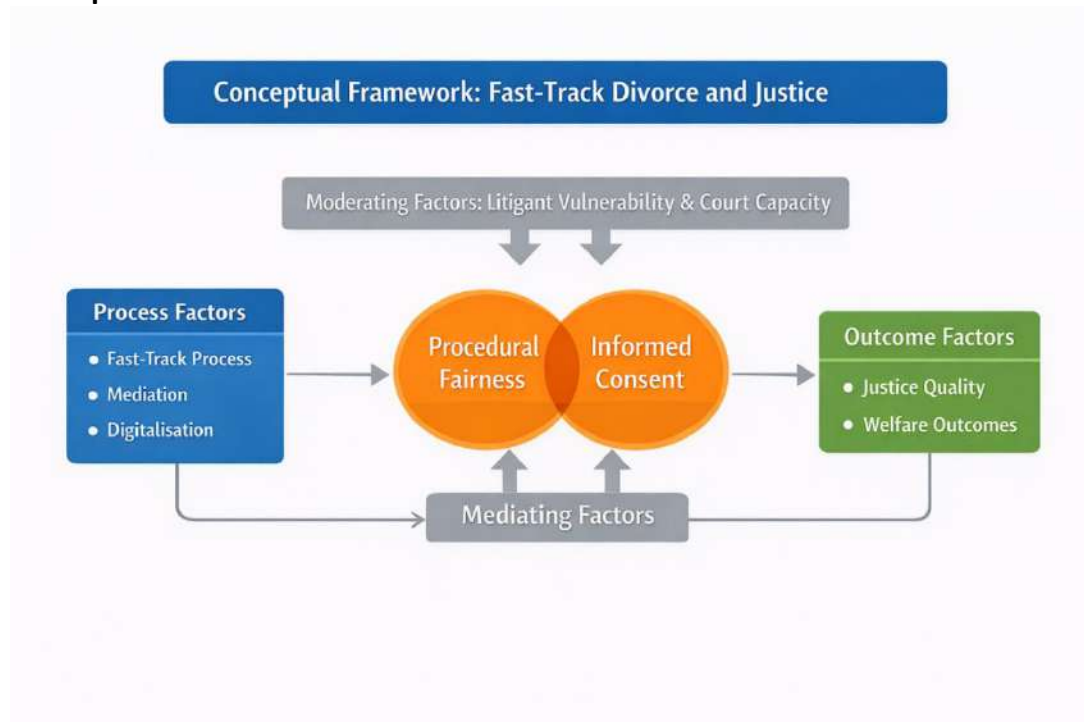 Conceptual Framework: Fast-Track Divorce and Justice
Moderating Factors: Litigant Vulnerability & Court Capacity
Process Factors
• Fast-Track Process
• Mediation
• Digitalisation
Procedural
Fairness
Informed
Consent
Outcome Factors
• Justice Quality
• Welfare Outcomes
Mediating Factors